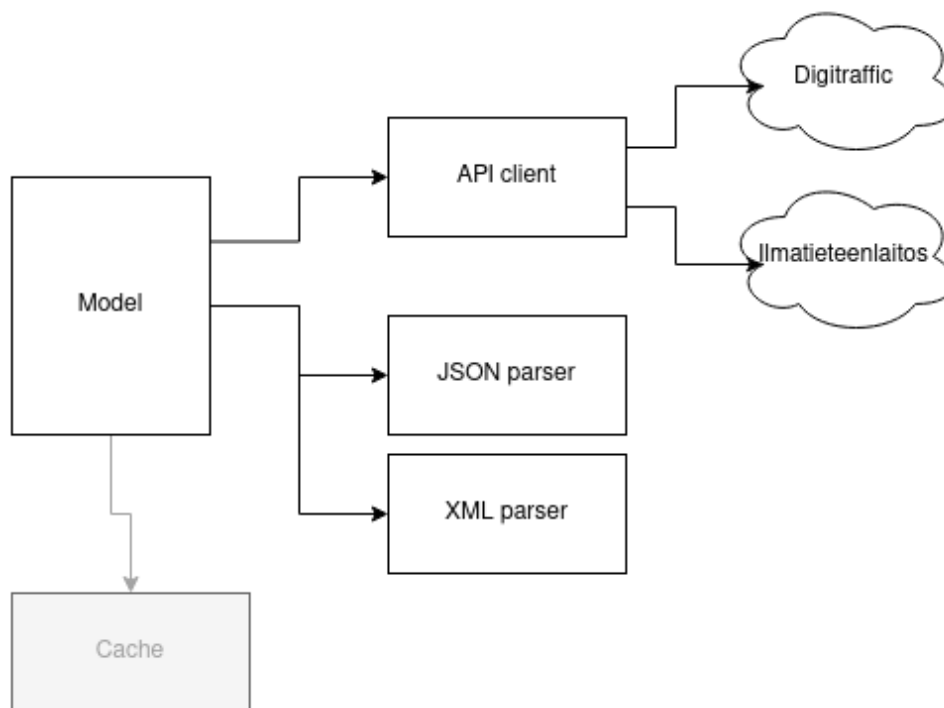 Digitraffic
API client
Ilmatieteenlaitos
Model
JSON parser
XML parser
Cache